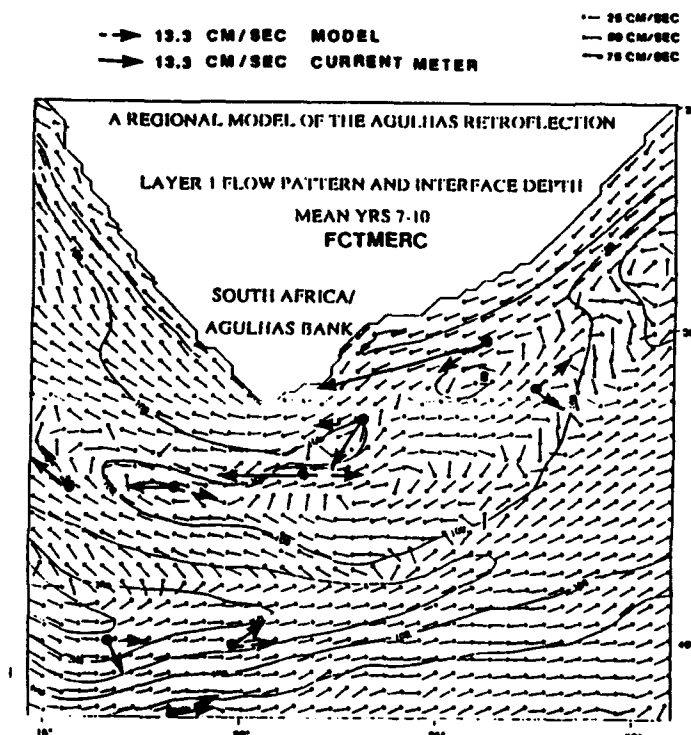 13.3 CM/SEC MODEL
13.3 CM/SEC CURRENT METER
25 CM/SEC
50 CM/SEC
75 CM/SEC
A REGIONAL MODEL OF THE AGULHAS RETROFLECTION
LAYER 1 FLOW PATTERN AND INTERFACE DEPTH
MEAN YRS 7-10
FCTMERC
SOUTH AFRICA/
AGULHAS BANK